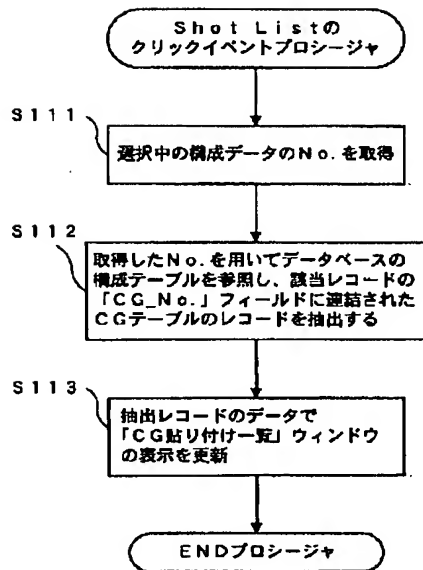 Shot Listの
クリックイベントプロシージャ
S111
選択中の構成データのNo.を取得
S112
取得したNo.を用いてデータベースの
構成テーブルを参照し、該当レコードの
「CG_No.」フィールドに連結された
CGテーブルのレコードを抽出する
S113
抽出レコードのデータで
「CG貼り付け一覧」ウィンドウ
の表示を更新
ENDプロシージャ